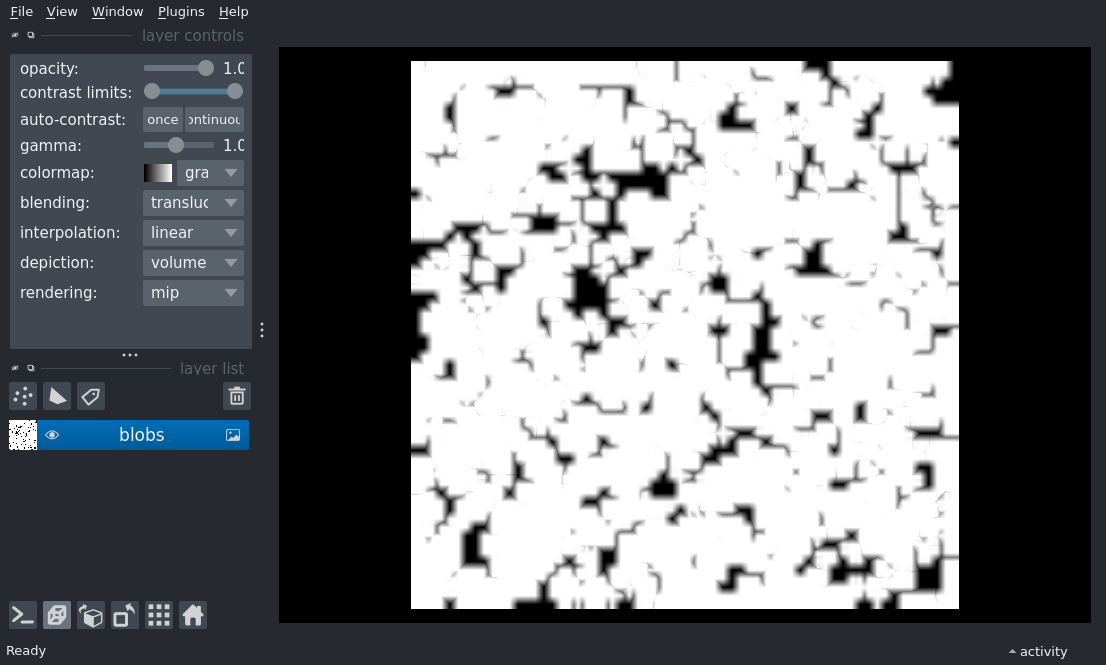 File View Window Plugins Help
layer controls
opacity: 1.0
contrast limits:
auto-contrast: once ontinuou
gamma: 1.0
colormap: gra
blending: transluc
interpolation: linear
depiction: volume
rendering: mip
layer list
blobs
Ready
activity